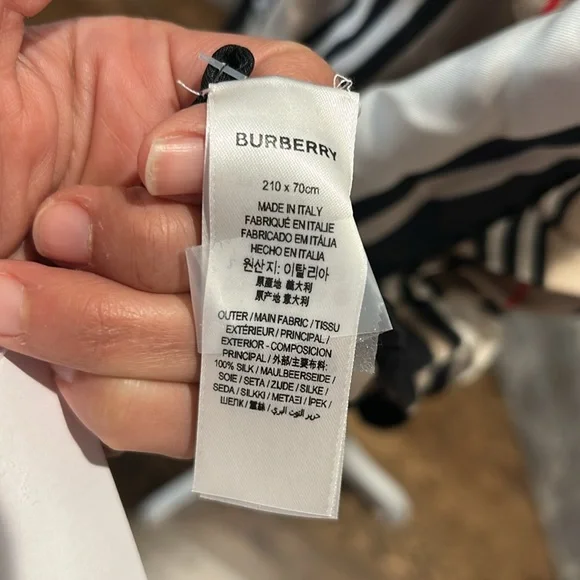 BURBERRY
210 x 70cm
MADE IN ITALY
FABRIQUÉ EN ITALIE
FABRICADO EM ITÁLIA
HECHO EN ITALIA
원산지: 이탈리아
原產地 義大利
原产地 意大利
OUTER / MAIN FABRIC / TISSU
EXTÉRIEUR / PRINCIPAL /
EXTERIOR - COMPOSICION
PRINCIPAL / 外部/主要布料:
100% SILK / MAULBEERSEIDE /
SOIE / SETA / ZIJDE / SILKE /
SEDA / SILKKI / ΜΕΤΑΞΙ / İPEK /
ШЕЛК / 蠶絲 / حرير التوت البري /